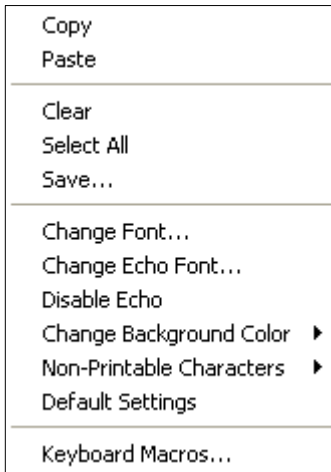 Copy
Paste
Clear
Select All
Save...
Change Font...
Change Echo Font...
Disable Echo
Change Background Color
Non-Printable Characters
Default Settings
Keyboard Macros...